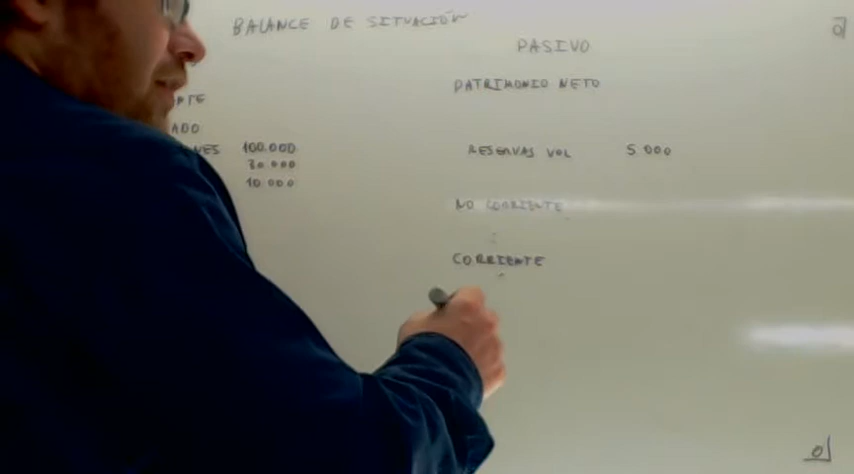 BALANCE DE SITUACIÓN
PASIVO
PATRIMONIO NETO
100.000
30.000
10.000
RESERVAS VOL 5 000
NO CORRIENTE
CORRIENTE